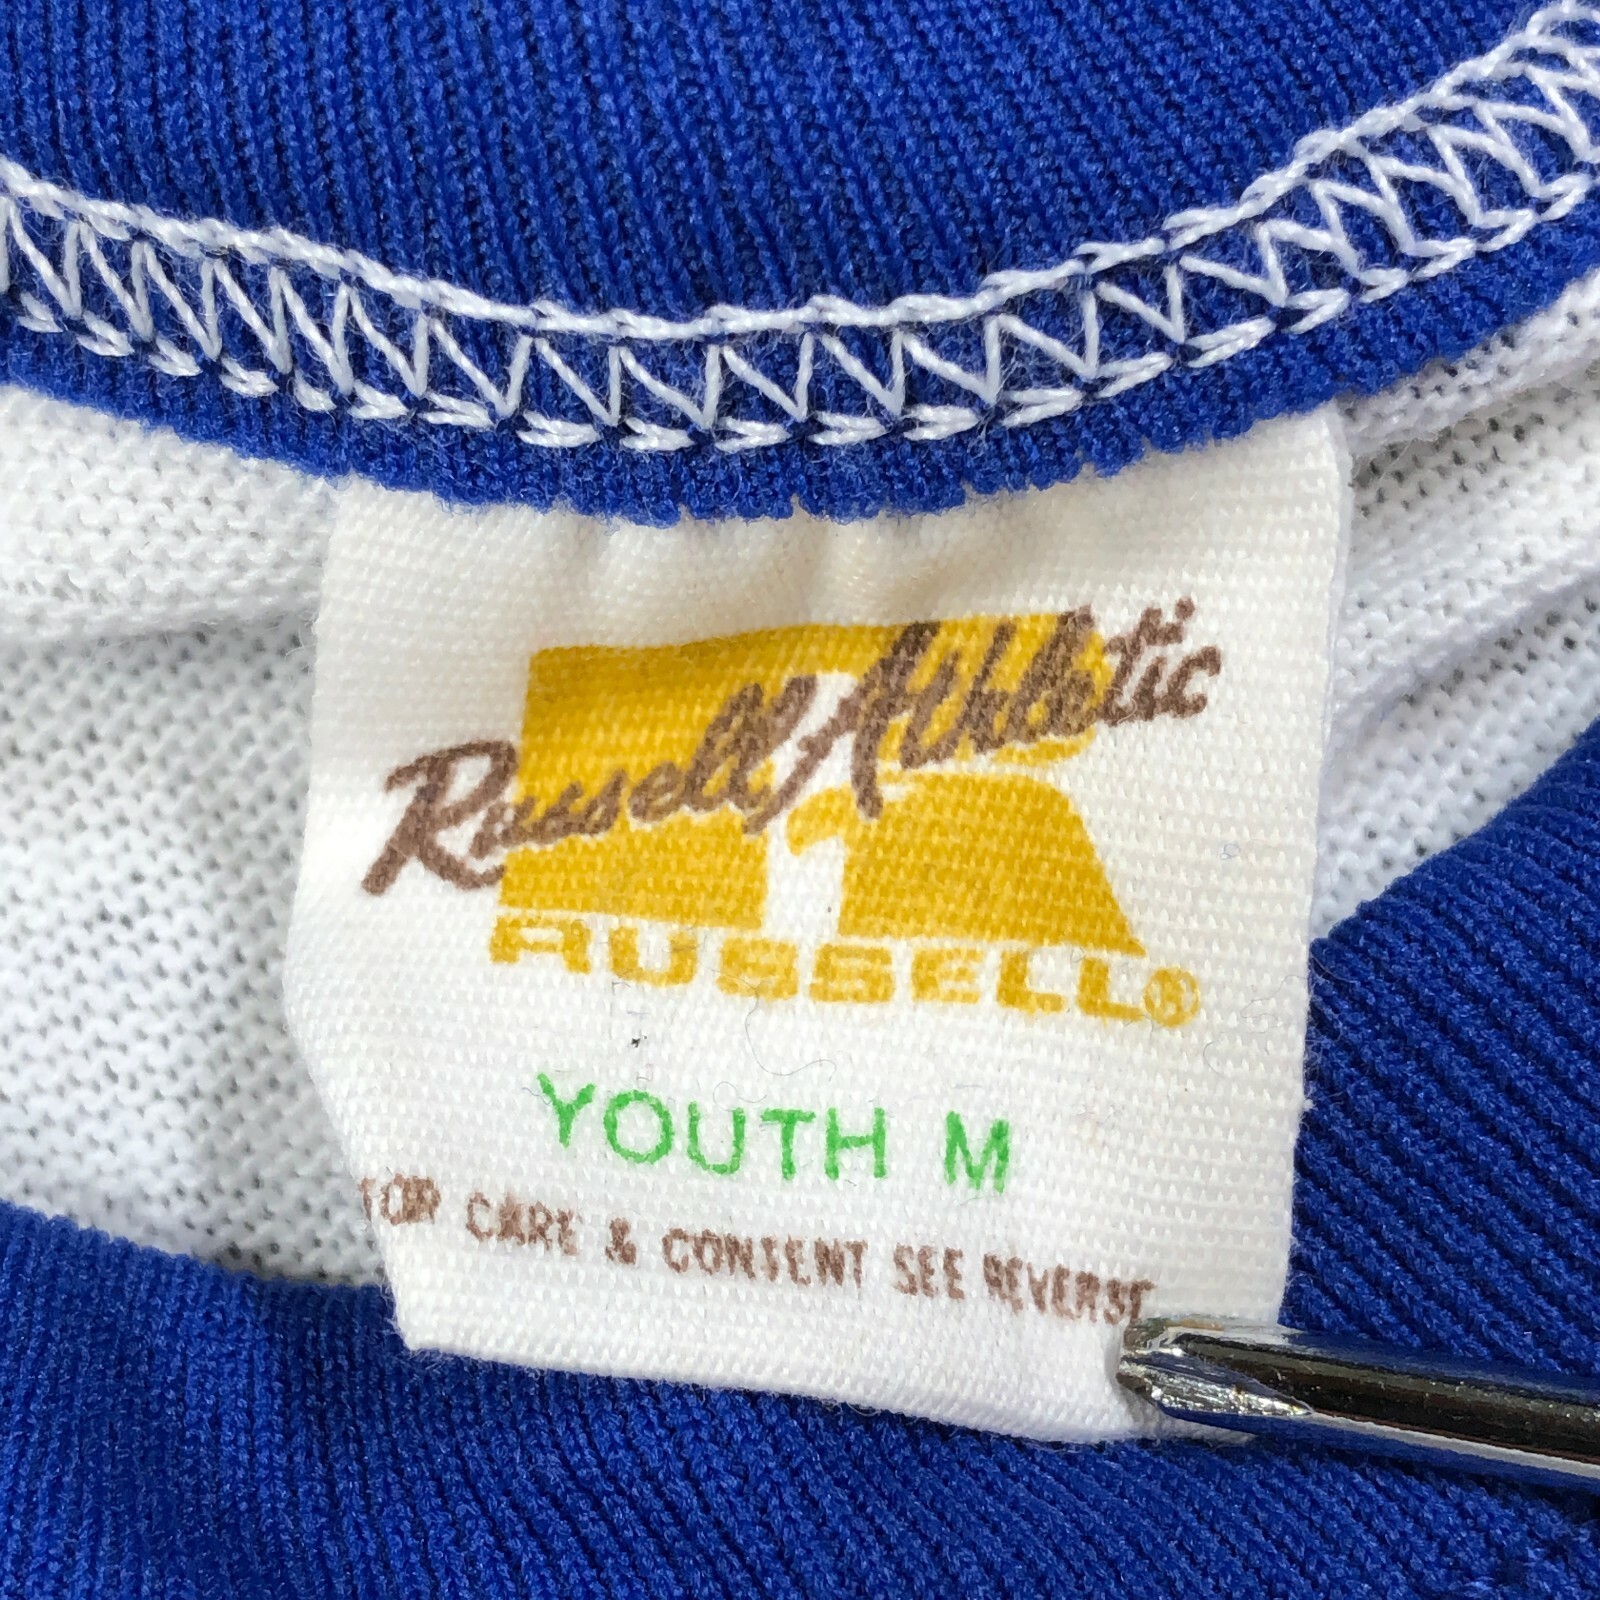 Russell Athletic
RUSSELL®
YOUTH M
FOR CARE & CONTENT SEE REVERSE